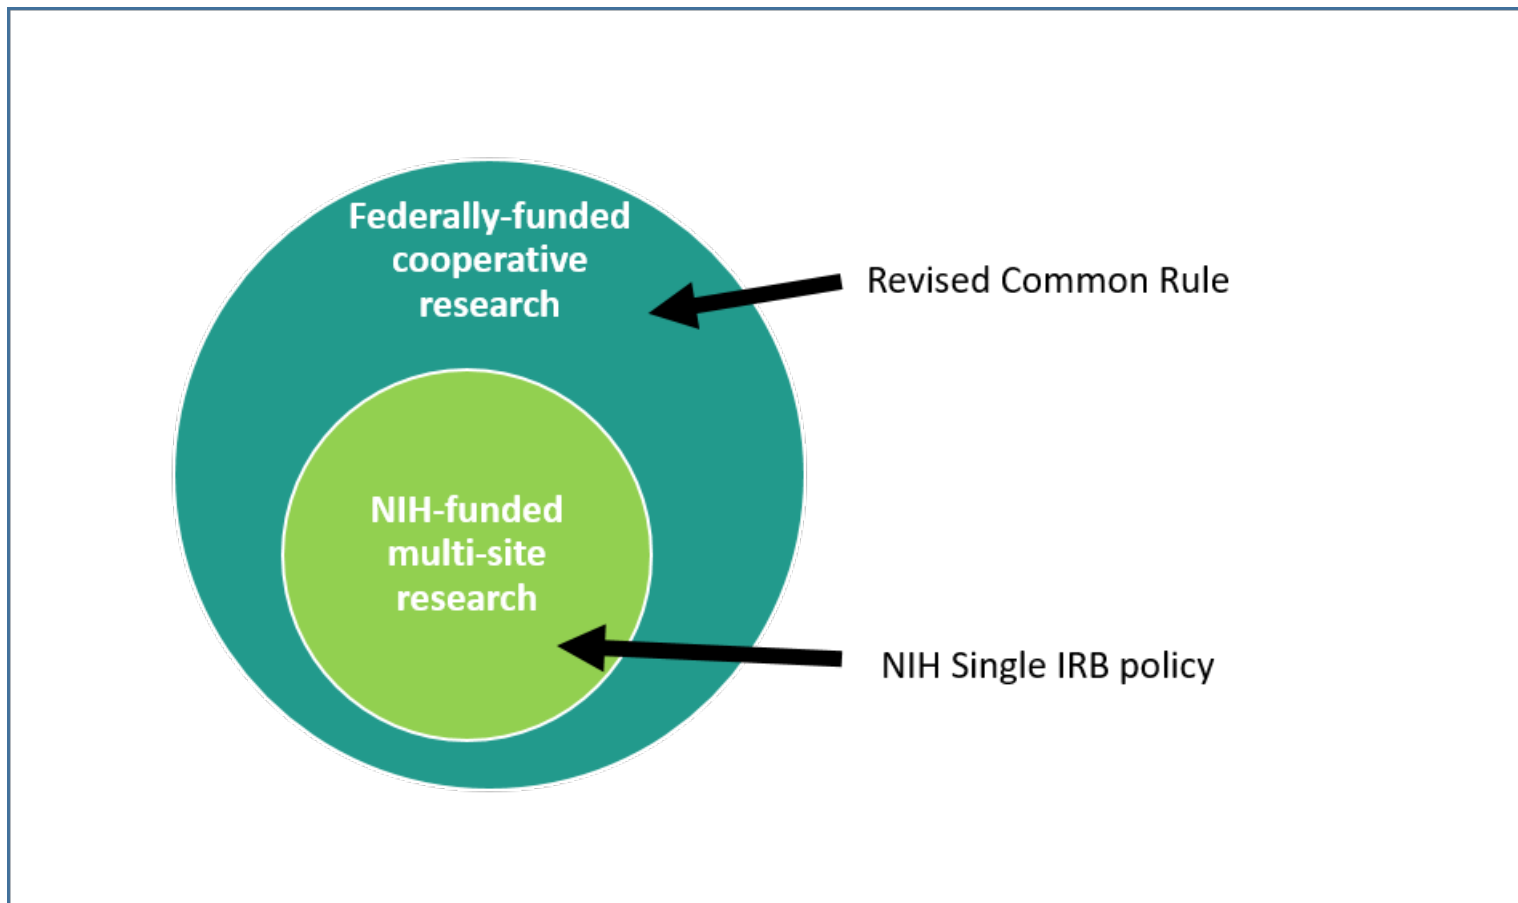 Federally-funded
cooperative
research
Revised Common Rule
NIH-funded
multi-site
research
NIH Single IRB policy